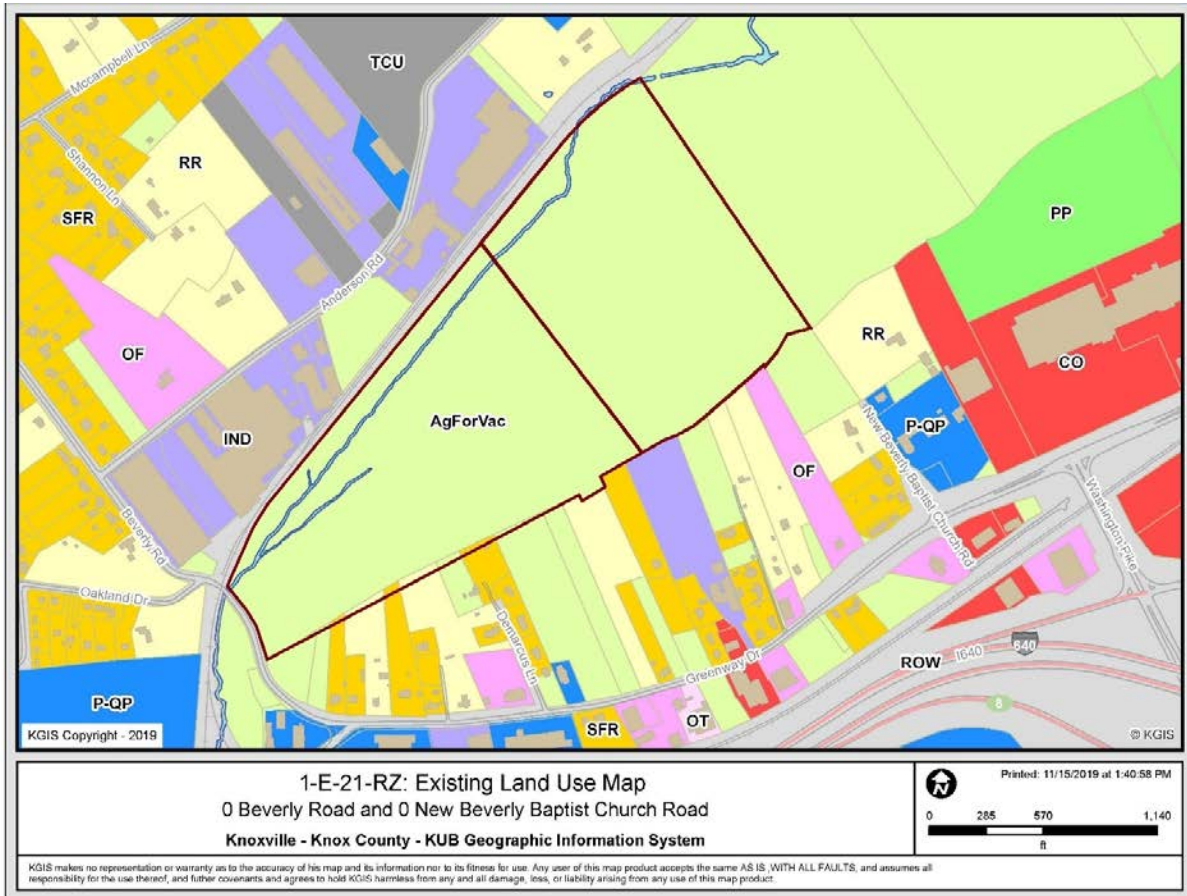 Mccampbell Ln
TCU
Shannon Ln
RR
SFR
PP
Anderson Rd
OF
RR
CO
AgForVac
IND
P-QP
OF
New Beverly Baptist Church Rd
Washington Pike
Beverly Rd
Oakland Dr
Demarcus Ln
Greenway Dr
ROW
I640
640
8
P-QP
SFR
OT
KGIS Copyright - 2019
© KGIS
1-E-21-RZ: Existing Land Use Map
0 Beverly Road and 0 New Beverly Baptist Church Road
Knoxville - Knox County - KUB Geographic Information System
N
Printed: 11/15/2019 at 1:40:58 PM
0 285 570 1,140
ft
KGIS makes no representation or warranty as to the accuracy of his map and its information nor to its fitness for use. Any user of this map product accepts the same AS IS ,WITH ALL FAULTS, and assumes all
responsibility for the use thereof, and futher covenants and agrees to hold KGIS harmless from any and all damage, loss, or liability arising from any use of this map product.